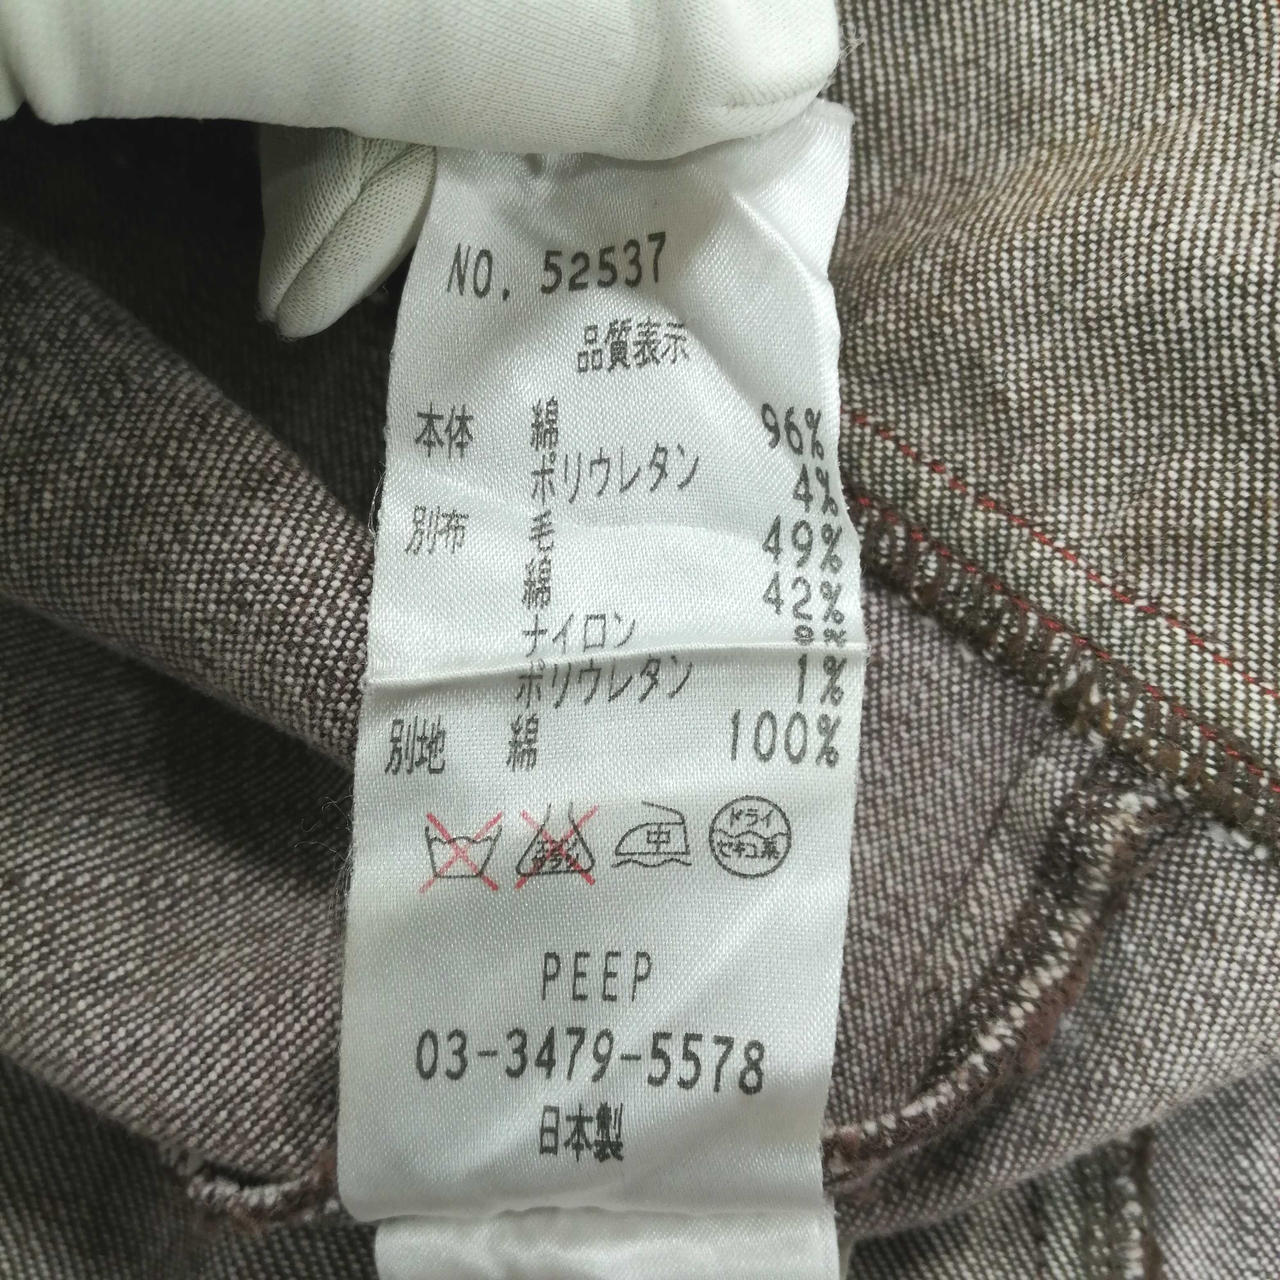 NO. 52537
品質表示
本体 綿 96%
ポリウレタン 4%
別布 毛 49%
綿 42%
ナイロン 8%
ポリウレタン 1%
別地 綿 100%
中
ドライ
セキユ系
PEEP
03-3479-5578
日本製